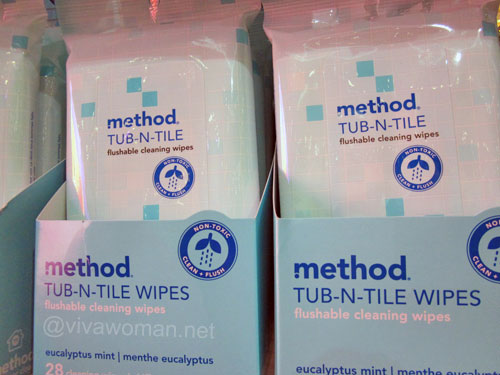 method
TUB-N-TILE
flushable cleaning wipes
NON-TOXIC
CLEAN + FLUSH
method
TUB-N-TILE
flushable cleaning wipes
NON-TOXIC
CLEAN + FLUSH
NON-TOXIC
CLEAN + FLUSH
method
TUB-N-TILE WIPES
flushable cleaning wipes
@vivawoman.net
eucalyptus mint | menthe eucalyptus
28 cleaning
method
TUB-N-TILE WIPES
flushable cleaning wipes
eucalyptus mint | menthe eucalyptus
method